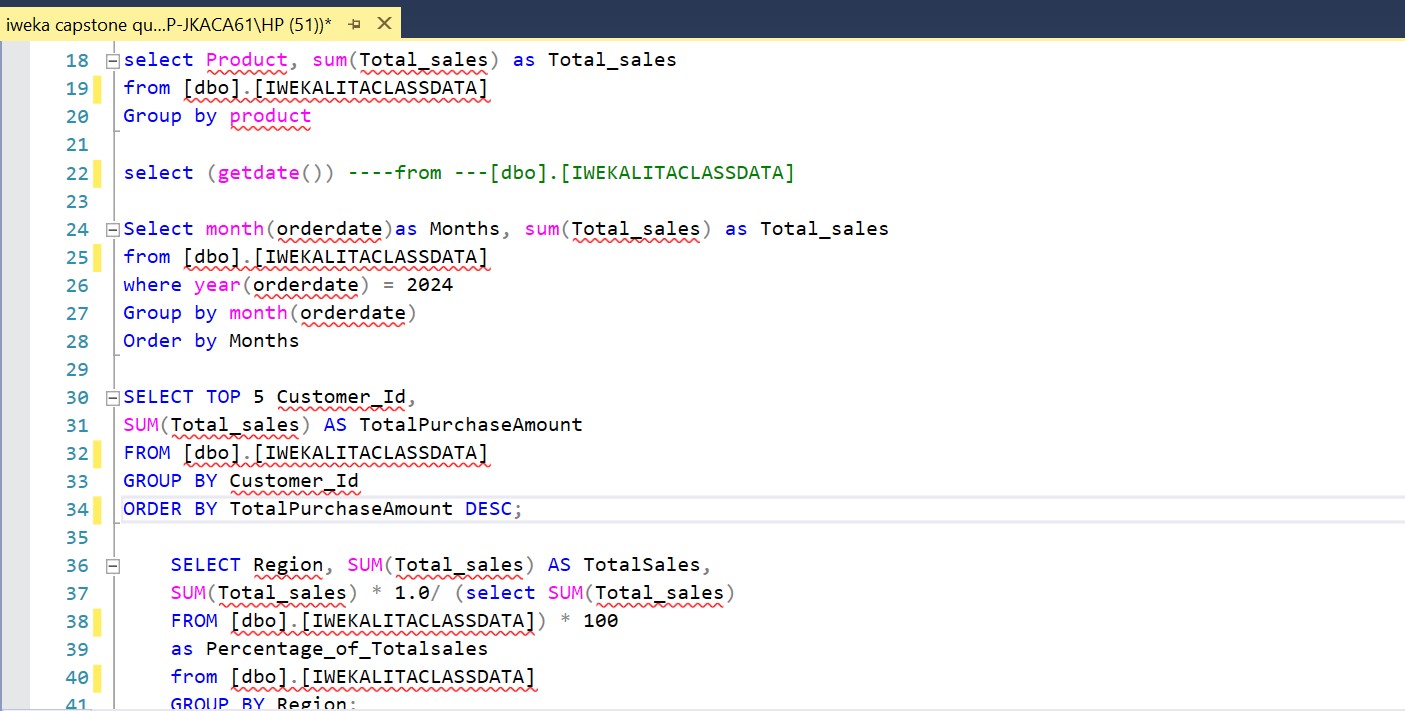 iweka capstone qu...P-JKACA61\HP (51))*
18 select Product, sum(Total_sales) as Total_sales
19 from [dbo].[IWEKALITACLASSDATA]
20 Group by product
21
22 select (getdate()) ----from ---[dbo].[IWEKALITACLASSDATA]
23
24 Select month(orderdate)as Months, sum(Total_sales) as Total_sales
25 from [dbo].[IWEKALITACLASSDATA]
26 where year(orderdate) = 2024
27 Group by month(orderdate)
28 Order by Months
29
30 SELECT TOP 5 Customer_Id,
31 SUM(Total_sales) AS TotalPurchaseAmount
32 FROM [dbo].[IWEKALITACLASSDATA]
33 GROUP BY Customer_Id
34 ORDER BY TotalPurchaseAmount DESC;
35
36 SELECT Region, SUM(Total_sales) AS TotalSales,
37 SUM(Total_sales) * 1.0/ (select SUM(Total_sales)
38 FROM [dbo].[IWEKALITACLASSDATA]) * 100
39 as Percentage_of_Totalsales
40 from [dbo].[IWEKALITACLASSDATA]
41 GROUP BY Region;